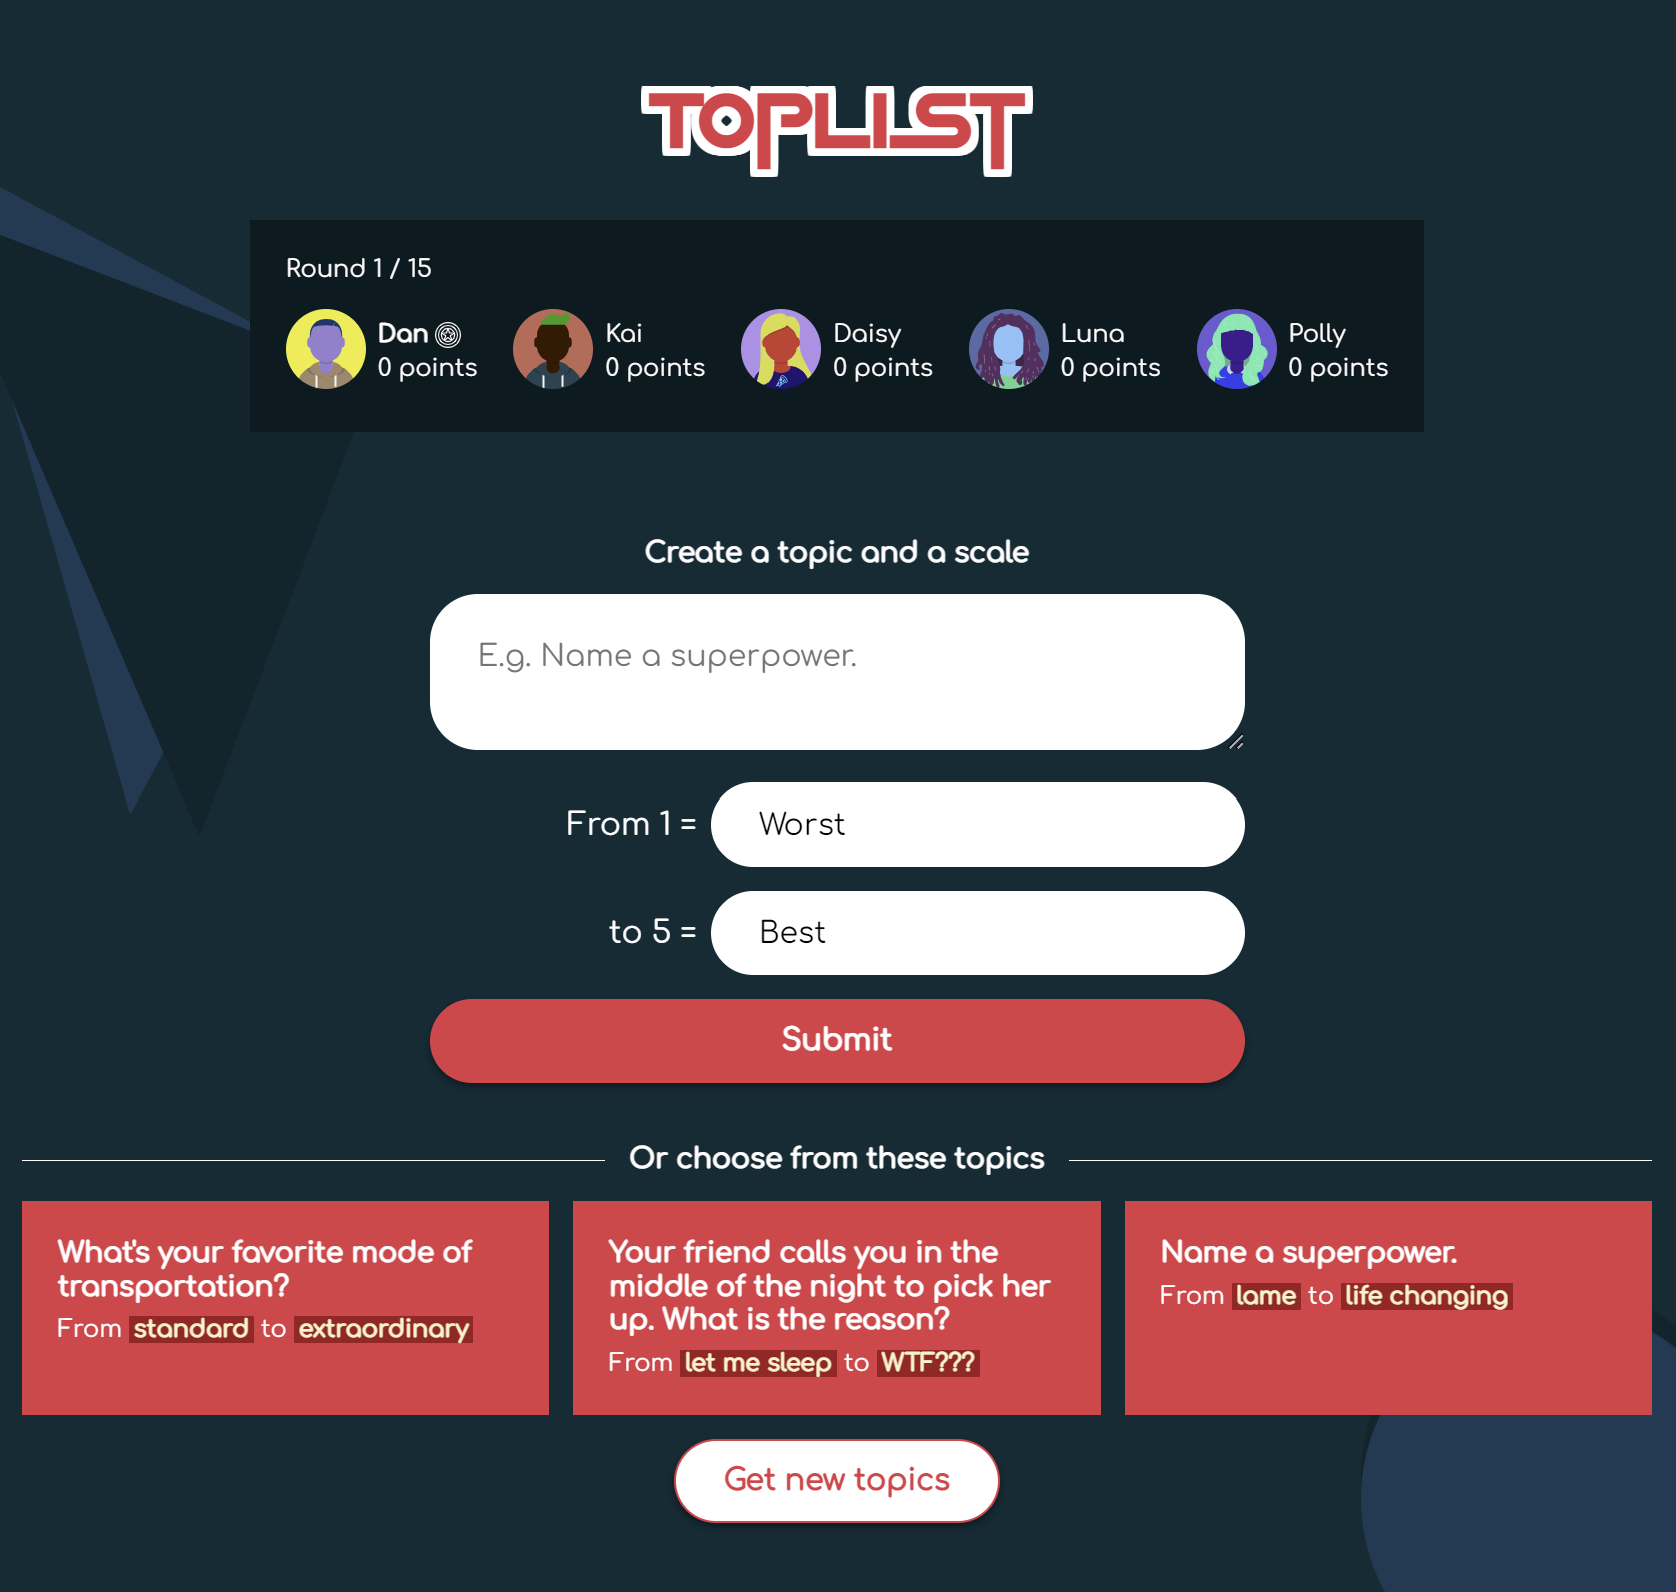 TOPLIST
Round 1 / 15
Dan
0 points
Kai
0 points
Daisy
0 points
Luna
0 points
Polly
0 points
Create a topic and a scale
E.g. Name a superpower.
From 1 = Worst
to 5 = Best
Submit
Or choose from these topics
What's your favorite mode of
transportation?
From standard to extraordinary
Your friend calls you in the
middle of the night to pick her
up. What is the reason?
From let me sleep to WTF???
Name a superpower.
From lame to life changing
Get new topics